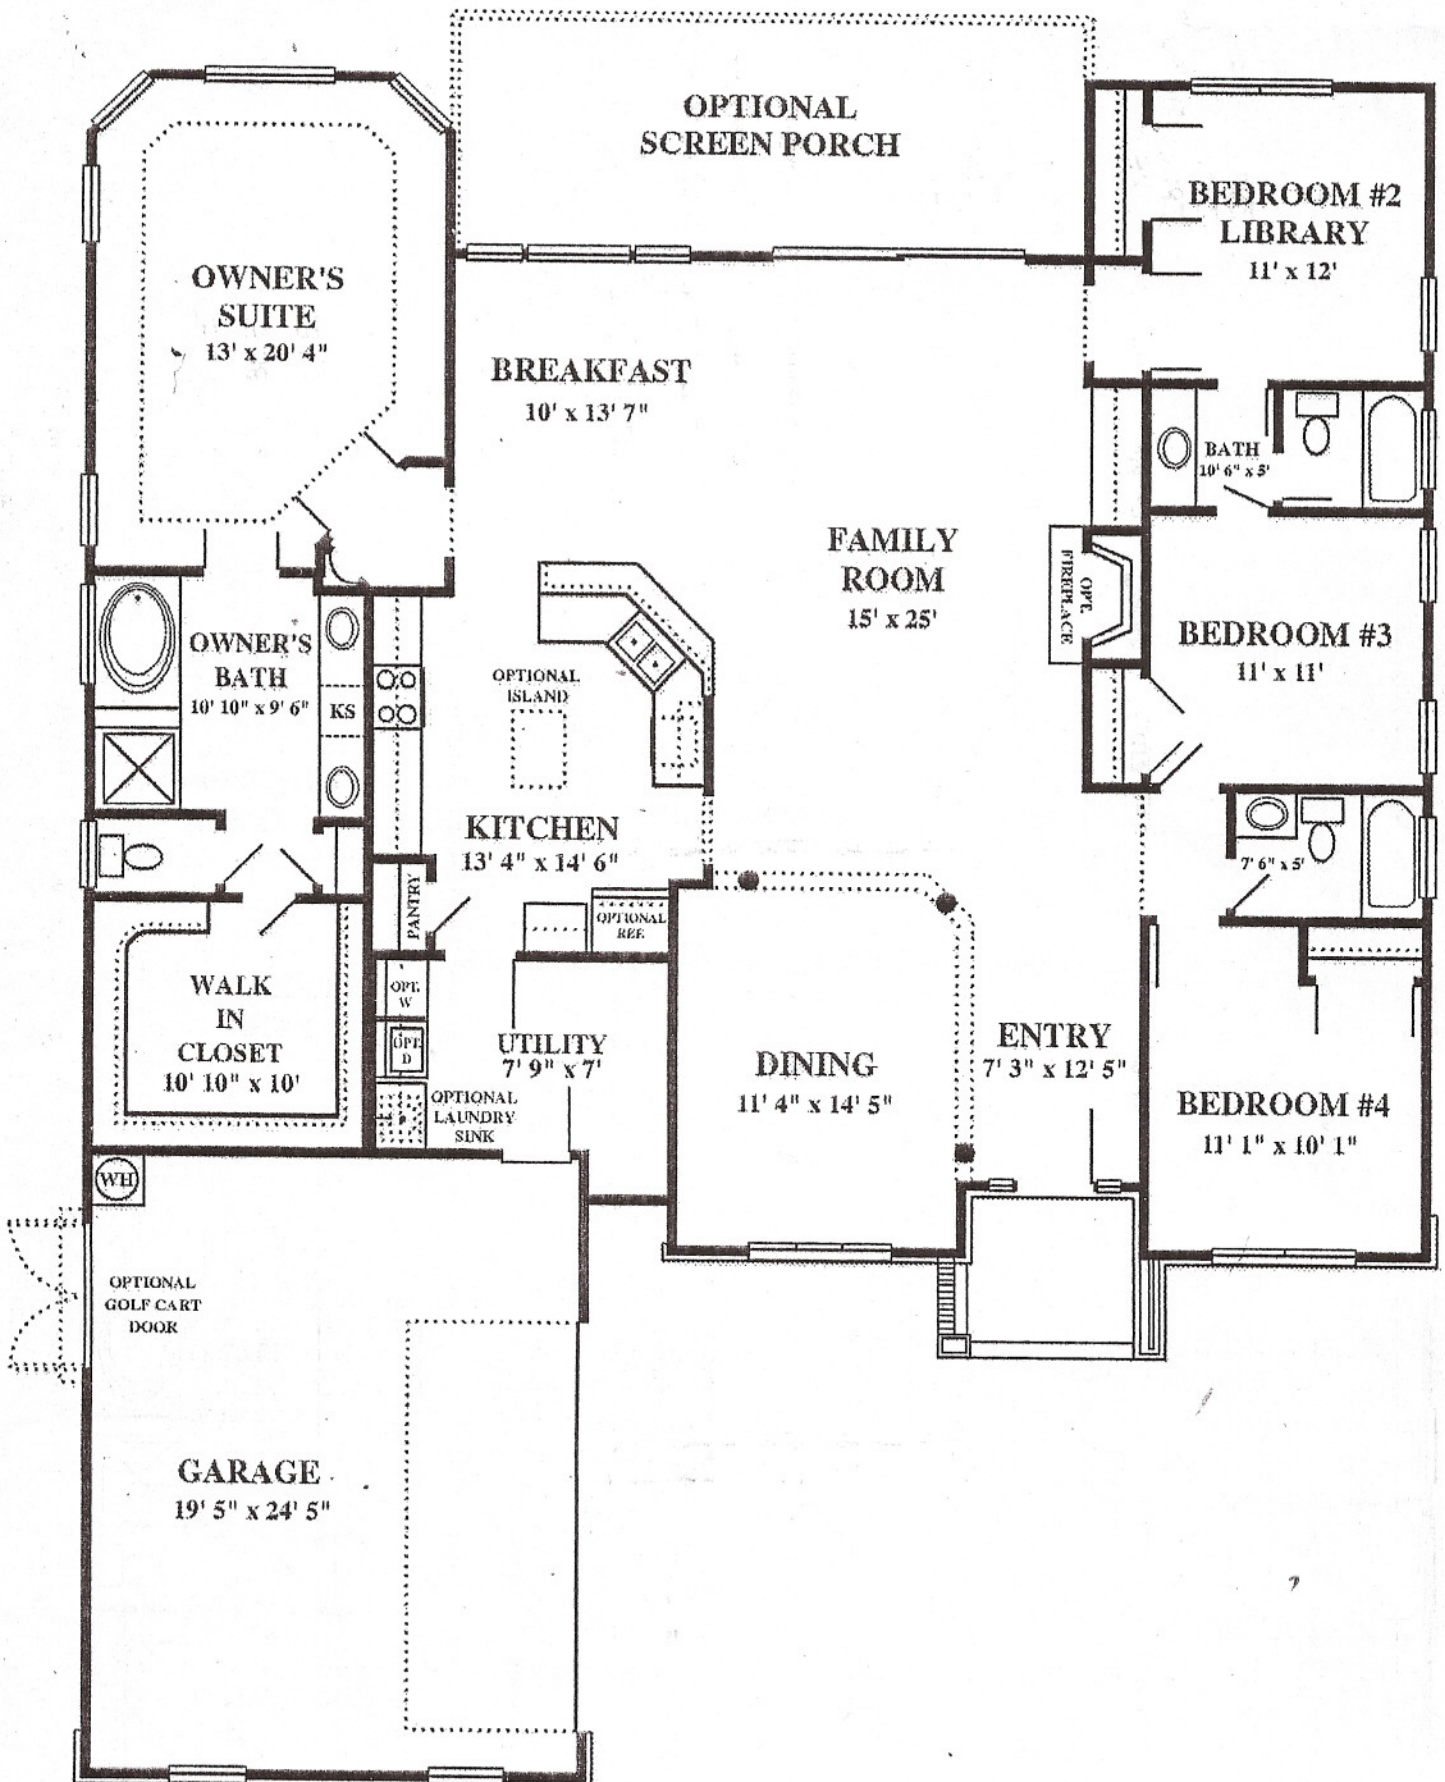 OPTIONAL
SCREEN PORCH
BEDROOM #2
LIBRARY
11' x 12'
OWNER'S
SUITE
13' x 20' 4"
BREAKFAST
10' x 13' 7"
BATH
10' 6" x 5'
FAMILY
ROOM
15' x 25'
OPT.
FIREPLACE
BEDROOM #3
11' x 11'
OWNER'S
BATH
10' 10" x 9' 6"
KS
OPTIONAL
ISLAND
KITCHEN
13' 4" x 14' 6"
7' 6" x 5'
PANTRY
OPTIONAL
REF.
WALK
IN
CLOSET
10' 10" x 10'
OPT.
W
OPT.
D
UTILITY
7' 9" x 7'
OPTIONAL
LAUNDRY
SINK
DINING
11' 4" x 14' 5"
ENTRY
7' 3" x 12' 5"
BEDROOM #4
11' 1" x 10' 1"
WH
OPTIONAL
GOLF CART
DOOR
GARAGE
19' 5" x 24' 5"